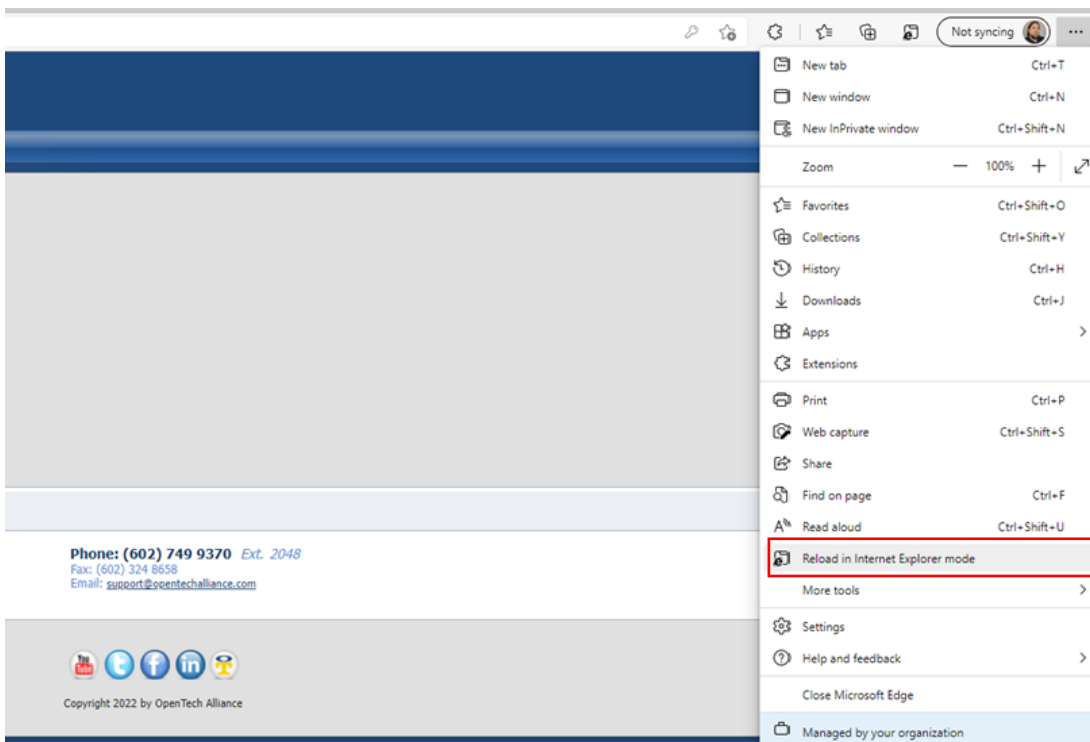 Not syncing
New tab Ctrl+T
New window Ctrl+N
New InPrivate window Ctrl+Shift+N
Zoom — 100% +
Favorites Ctrl+Shift+O
Collections Ctrl+Shift+Y
History Ctrl+H
Downloads Ctrl+J
Apps
Extensions
Print Ctrl+P
Web capture Ctrl+Shift+S
Share
Find on page Ctrl+F
Read aloud Ctrl+Shift+U
Reload in Internet Explorer mode
More tools
Settings
Help and feedback
Close Microsoft Edge
Managed by your organization
Phone: (602) 749 9370 Ext. 2048
Fax: (602) 324 8658
Email: support@opentechalliance.com
You Tube t f in
Copyright 2022 by OpenTech Alliance